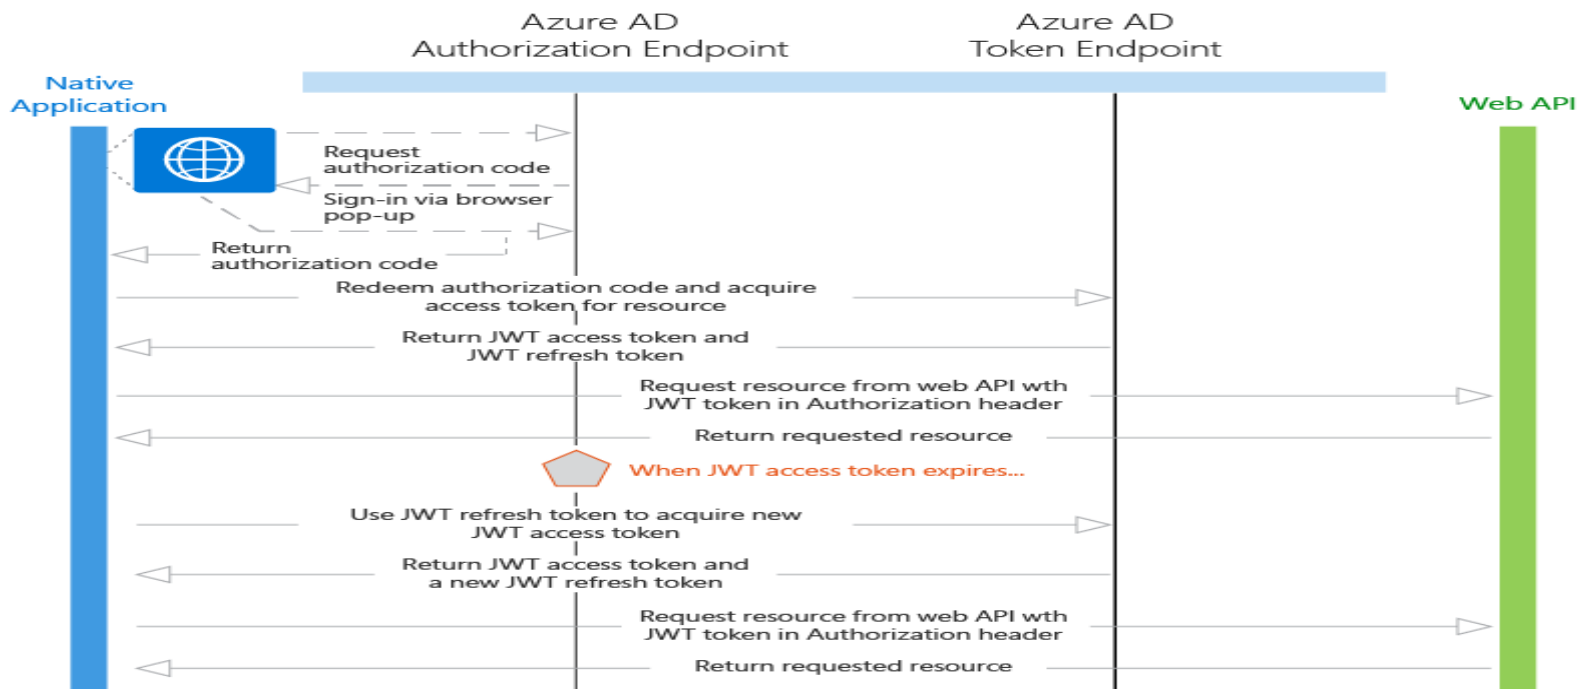 Azure AD
Authorization Endpoint
Azure AD
Token Endpoint
Native
Application
Web API
Request
authorization code
Sign-in via browser
pop-up
Return
authorization code
Redeem authorization code and acquire
access token for resource
Return JWT access token and
JWT refresh token
Request resource from web API wth
JWT token in Authorization header
Return requested resource
When JWT access token expires...
Use JWT refresh token to acquire new
JWT access token
Return JWT access token and
a new JWT refresh token
Request resource from web API wth
JWT token in Authorization header
Return requested resource